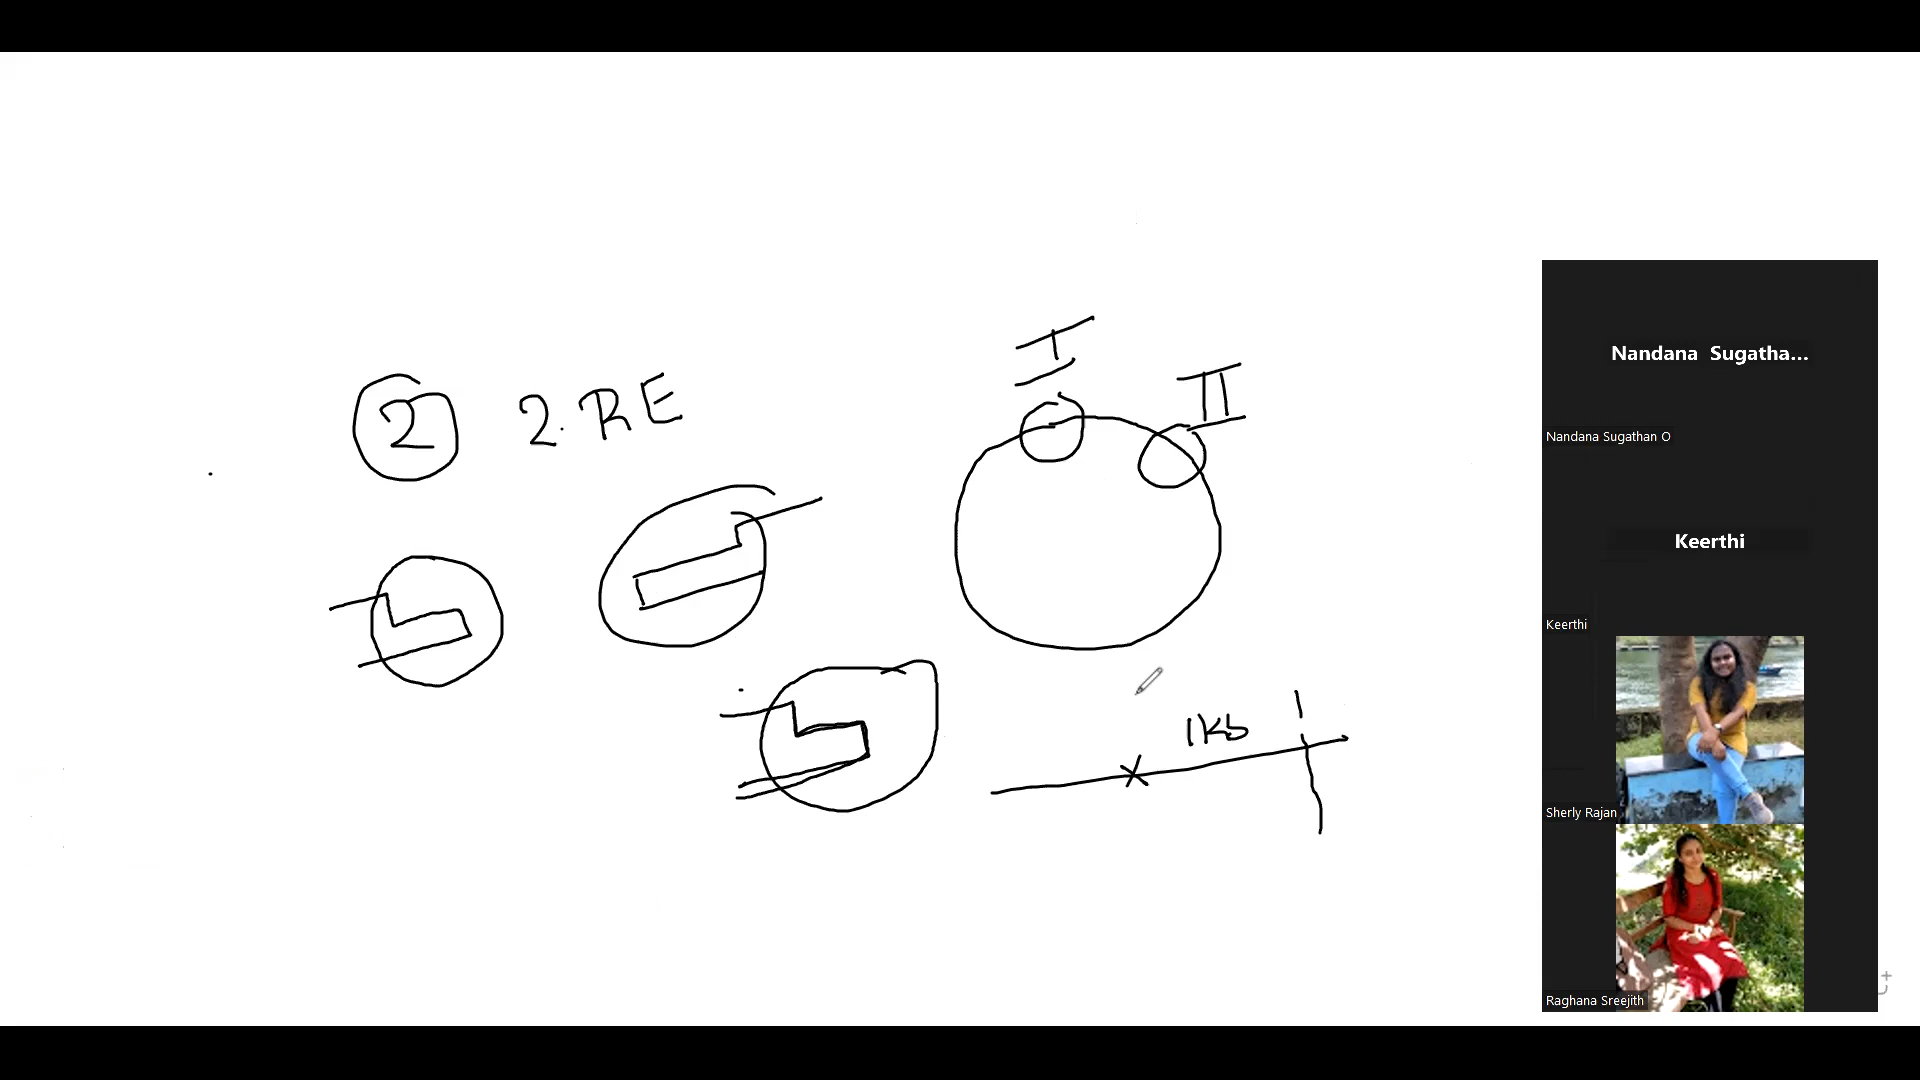 I
II
2 2. RE
1Kb
Nandana Sugatha...
Nandana Sugathan O
Keerthi
Keerthi
Sherly Rajan
Raghana Sreejith